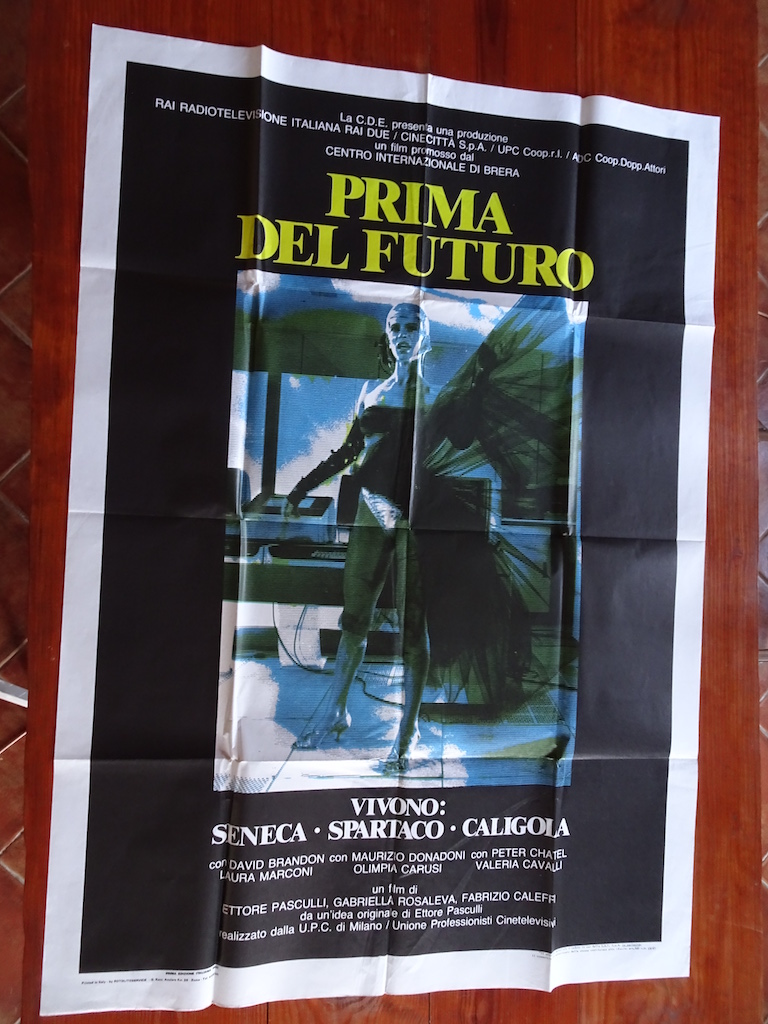 La C.D.E. presenta una produzione
RAI RADIOTELEVISIONE ITALIANA RAI DUE / CINECITTÀ S.p.A. / UPC Coop.r.l. / ADC Coop.Dopp.Attori
un film promosso dal
CENTRO INTERNAZIONALE DI BRERA
PRIMA
DEL FUTURO
VIVONO:
SENECA · SPARTACO · CALIGOLA
con DAVID BRANDON con MAURIZIO DONADONI con PETER CHATEL
LAURA MARCONI OLIMPIA CARUSI VALERIA CAVALLI
un film di
ETTORE PASCULLI, GABRIELLA ROSALEVA, FABRIZIO CALEFFI
da un'idea originale di Ettore Pasculli
realizzato dalla U.P.C. di Milano / Unione Professionisti Cinetelevisivi